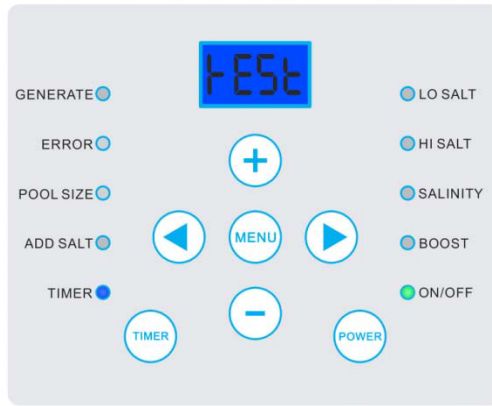 tESt
GENERATE
LO SALT
ERROR
HI SALT
+
POOL SIZE
SALINITY
MENU
ADD SALT
BOOST
TIMER
ON/OFF
−
TIMER
POWER